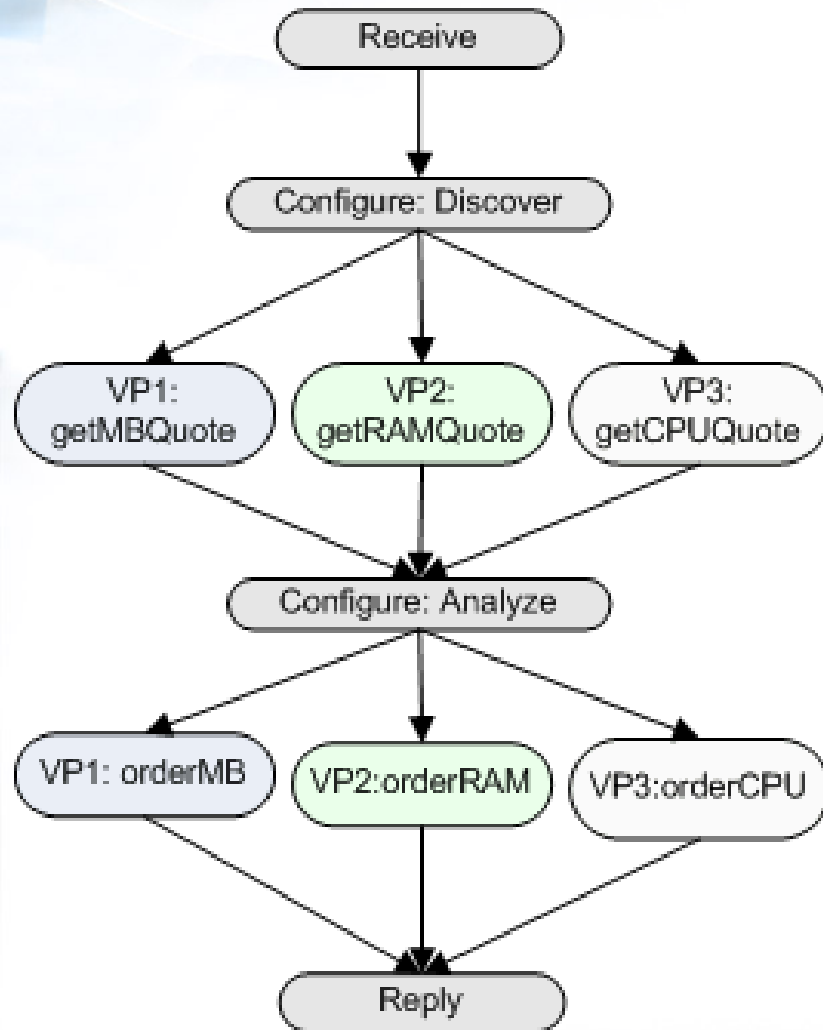 Receive
Configure: Discover
VP1:
getMBQuote
VP2:
getRAMQuote
VP3:
getCPUQuote
Configure: Analyze
VP1: orderMB
VP2:orderRAM
VP3:orderCPU
Reply